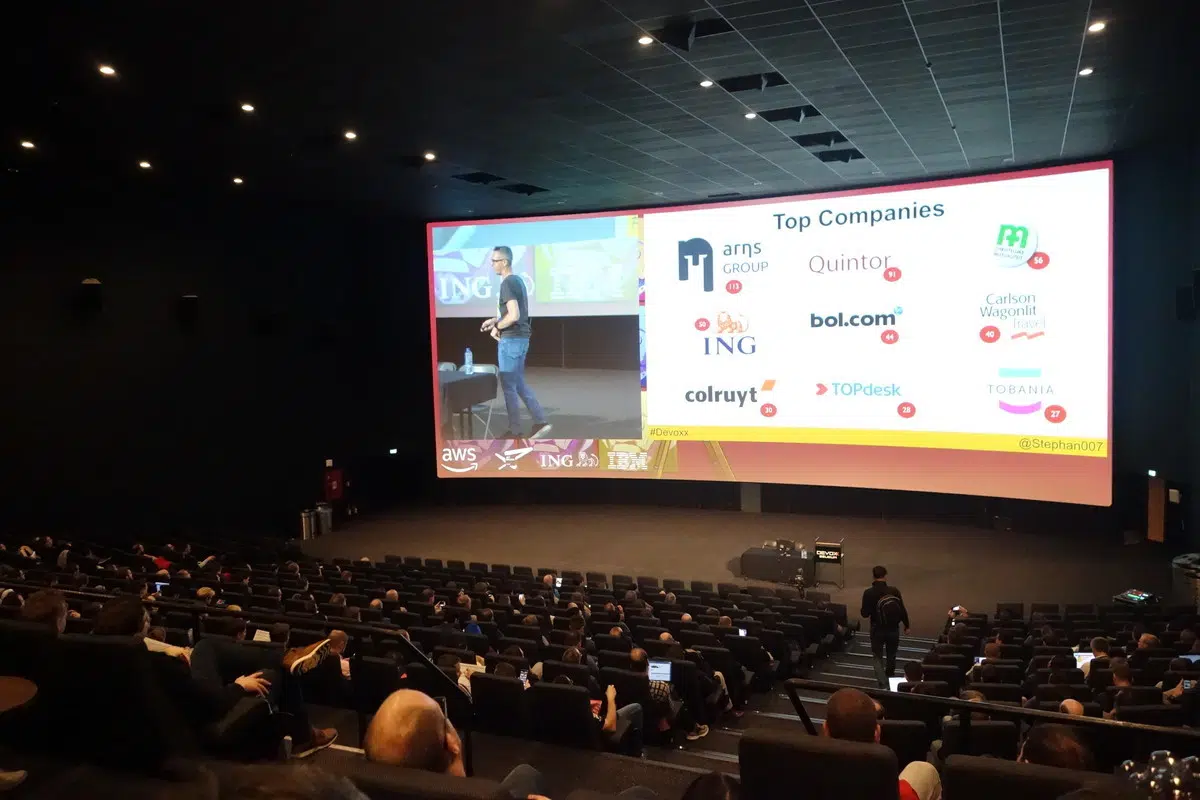 Top Companies
arηs
GROUP
113
Quintor
91
56
50
ING
bol.com
44
Carlson
Wagonlit
Travel
40
colruyt
30
TOPdesk
28
TOBANIA
27
#Devoxx
@Stephan007
ING
IBM
aws
ING
IBM
DEVOXX